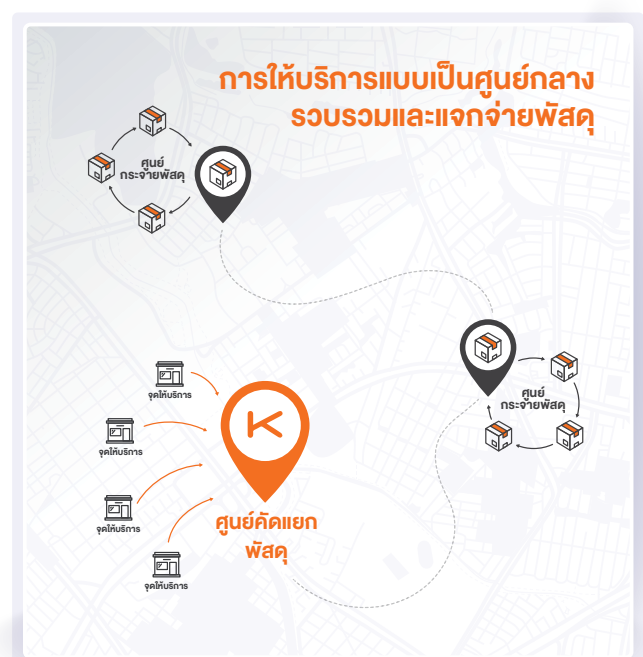 การให้บริการแบบเป็นศูนย์กลาง
รวบรวมและแจกจ่ายพัสดุ
ศูนย์
กระจายพัสดุ
ศูนย์
กระจายพัสดุ
จุดให้บริการ
จุดให้บริการ
จุดให้บริการ
จุดให้บริการ
ศูนย์คัดแยก
พัสดุ